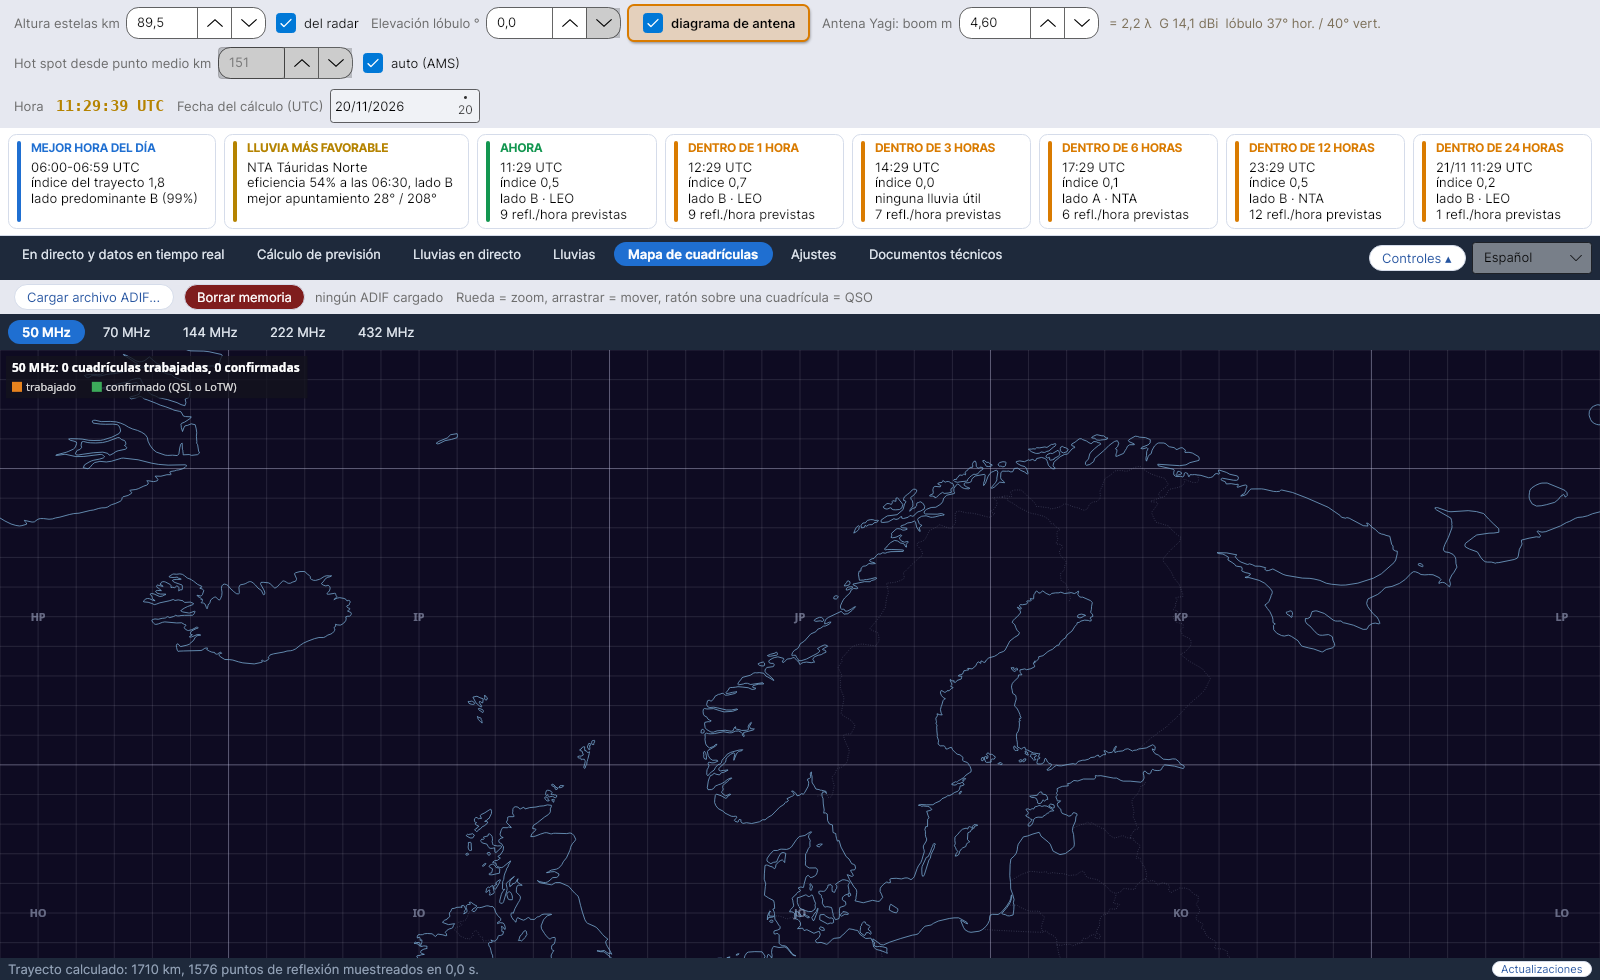 Altura estelas km 89,5 del radar Elevación lóbulo ° 0,0 diagrama de antena Antena Yagi: boom m 4,60 = 2,2 λ G 14,1 dBi lóbulo 37° hor. / 40° vert.
Hot spot desde punto medio km 151 auto (AMS)
Hora 11:29:39 UTC Fecha del cálculo (UTC) 20/11/2026 20
MEJOR HORA DEL DÍA
06:00-06:59 UTC
índice del trayecto 1,8
lado predominante B (99%)
LLUVIA MÁS FAVORABLE
NTA Táuridas Norte
eficiencia 54% a las 06:30, lado B
mejor apuntamiento 28° / 208°
AHORA
11:29 UTC
índice 0,5
lado B · LEO
9 refl./hora previstas
DENTRO DE 1 HORA
12:29 UTC
índice 0,7
lado B · LEO
9 refl./hora previstas
DENTRO DE 3 HORAS
14:29 UTC
índice 0,0
ninguna lluvia útil
7 refl./hora previstas
DENTRO DE 6 HORAS
17:29 UTC
índice 0,1
lado A · NTA
6 refl./hora previstas
DENTRO DE 12 HORAS
23:29 UTC
índice 0,5
lado B · NTA
12 refl./hora previstas
DENTRO DE 24 HORAS
21/11 11:29 UTC
índice 0,2
lado B · LEO
1 refl./hora previstas
En directo y datos en tiempo real Cálculo de previsión Lluvias en directo Lluvias Mapa de cuadrículas Ajustes Documentos técnicos Controles ▴ Español
Cargar archivo ADIF... Borrar memoria ningún ADIF cargado Rueda = zoom, arrastrar = mover, ratón sobre una cuadrícula = QSO
50 MHz 70 MHz 144 MHz 222 MHz 432 MHz
50 MHz: 0 cuadrículas trabajadas, 0 confirmadas
trabajado confirmado (QSL o LoTW)
HP IP JP KP LP
HO IO JO KO LO
Trayecto calculado: 1710 km, 1576 puntos de reflexión muestreados en 0,0 s. Actualizaciones